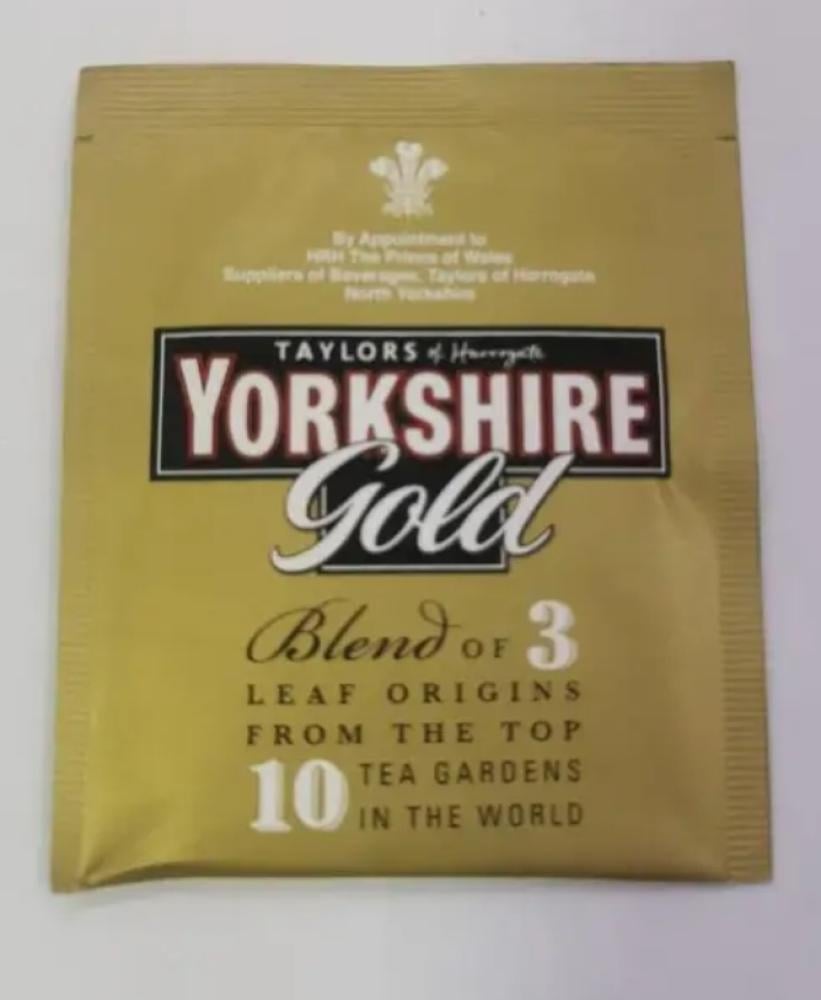 By Appointment to
HRH The Prince of Wales
Suppliers of Beverages, Taylors of Harrogate
North Yorkshire
TAYLORS of Harrogate
YORKSHIRE
Gold
Blend OF 3
LEAF ORIGINS
FROM THE TOP
10 TEA GARDENS
IN THE WORLD